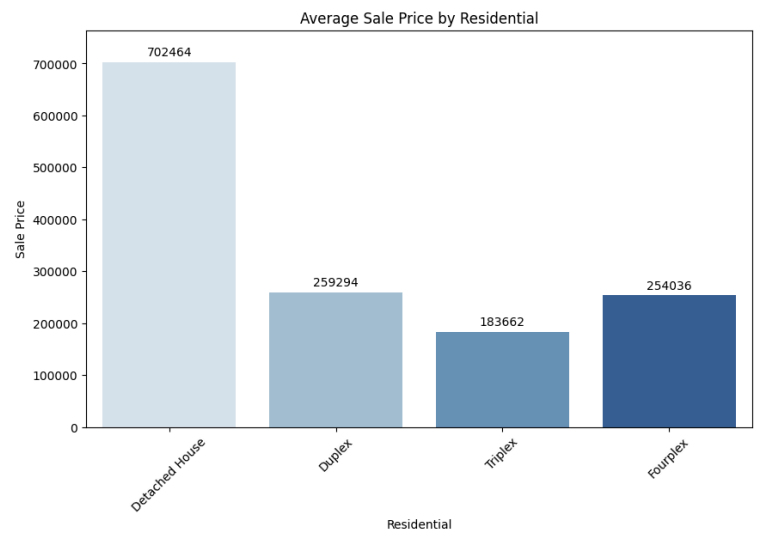 Average Sale Price by Residential
702464
259294
183662
254036
700000
600000
500000
400000
300000
200000
100000
0
Sale Price
Detached House
Duplex
Triplex
Fourplex
Residential